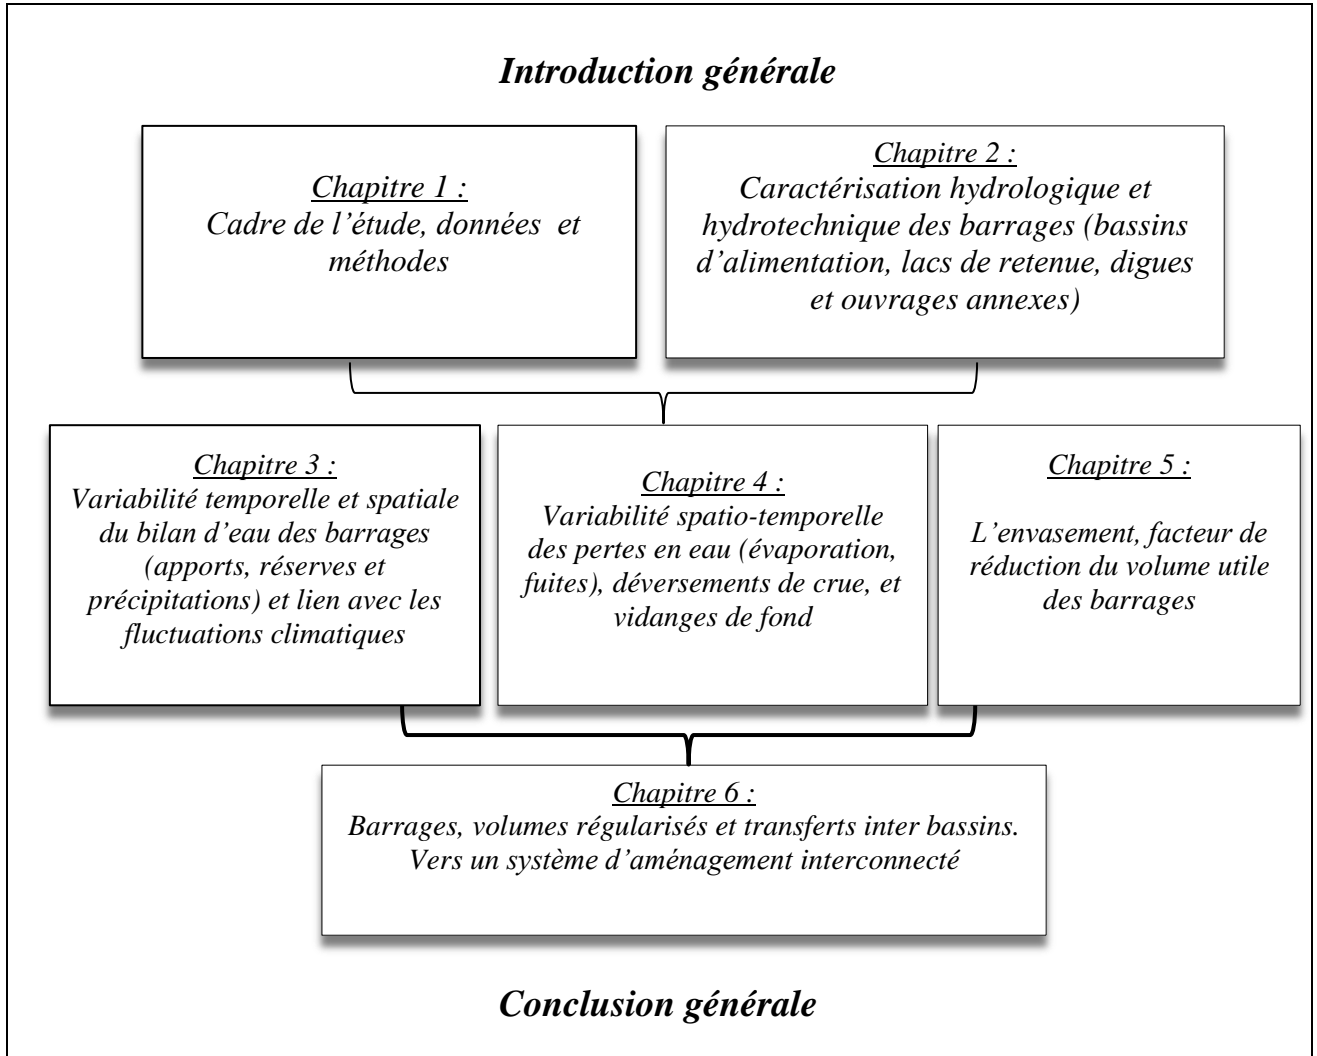 Introduction générale
Chapitre 1 :
Cadre de l’étude, données et
méthodes
Chapitre 2 :
Caractérisation hydrologique et
hydrotechnique des barrages (bassins
d’alimentation, lacs de retenue, digues
et ouvrages annexes)
Chapitre 3 :
Variabilité temporelle et spatiale
du bilan d’eau des barrages
(apports, réserves et
précipitations) et lien avec les
fluctuations climatiques
Chapitre 4 :
Variabilité spatio-temporelle
des pertes en eau (évaporation,
fuites), déversements de crue, et
vidanges de fond
Chapitre 5 :
L’envasement, facteur de
réduction du volume utile
des barrages
Chapitre 6 :
Barrages, volumes régularisés et transferts inter bassins.
Vers un système d’aménagement interconnecté
Conclusion générale